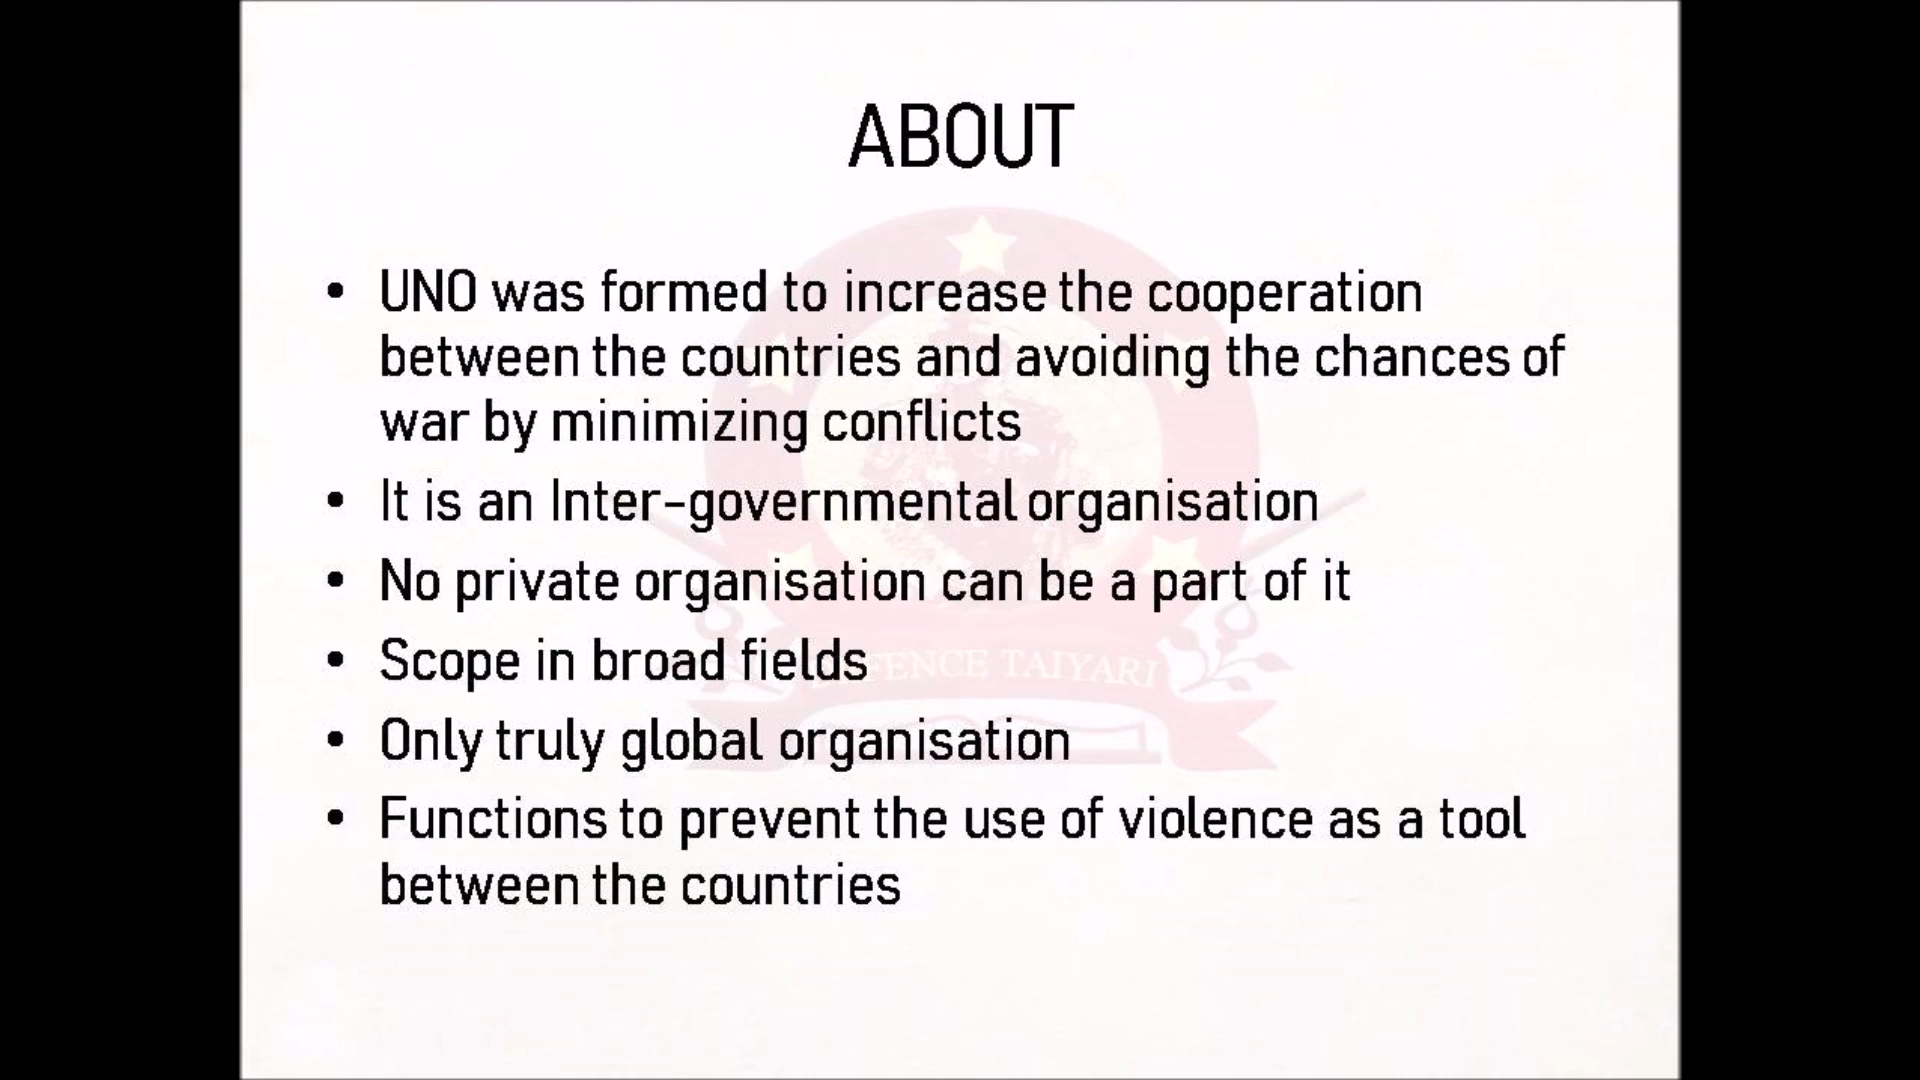 ABOUT
• UNO was formed to increase the cooperation
between the countries and avoiding the chances of
war by minimizing conflicts
• It is an Inter-governmental organisation
• No private organisation can be a part of it
• Scope in broad fields
• Only truly global organisation
• Functions to prevent the use of violence as a tool
between the countries
DEFENCE TAIYARI